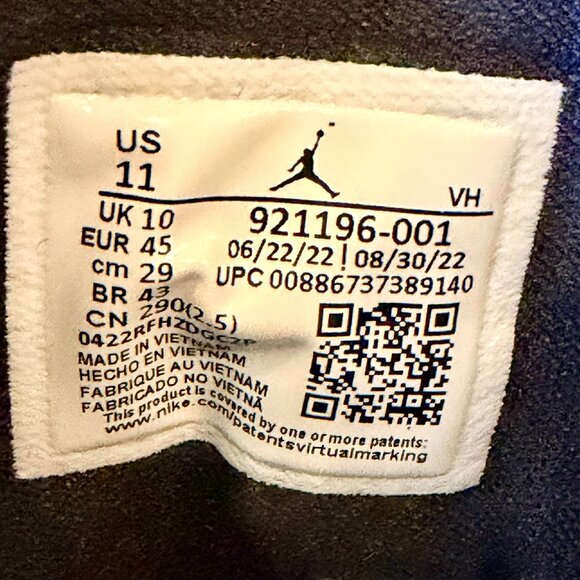 US
11
VH
UK 10
EUR 45
cm 29
BR 43
CN 290(2.5)
921196-001
06/22/22 | 08/30/22
UPC 00886737389140
MADE IN VIETNAM
HECHO EN VIETNAM
FABRIQUE AU VIETNAM
FABRICADO NO VIETNÃ
This product is covered by one or more patents:
www.nike.com/patentsvirtualmarking